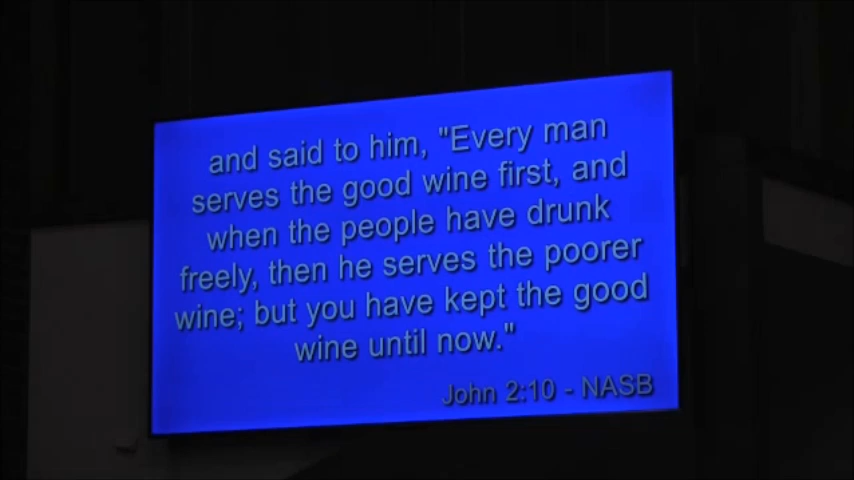 and said to him, "Every man
serves the good wine first, and
when the people have drunk
freely, then he serves the poorer
wine; but you have kept the good
wine until now."
John 2:10 - NASB